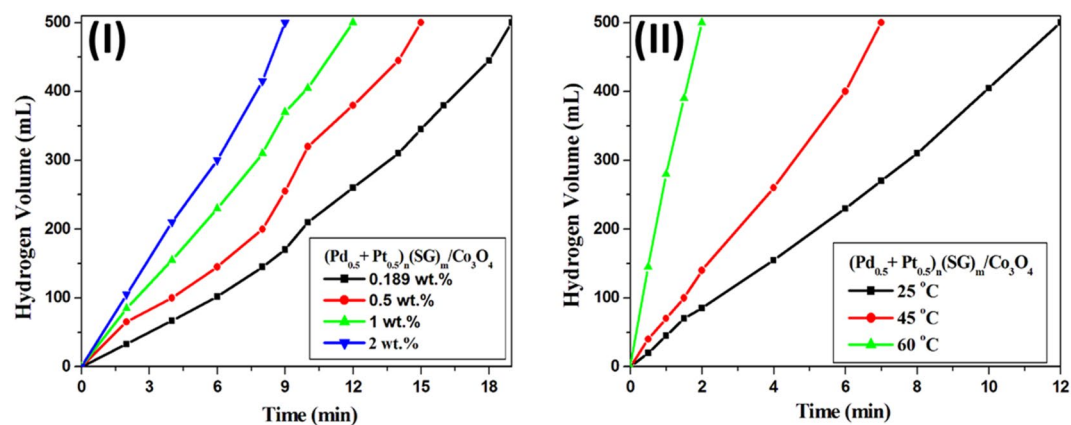 (I)
Hydrogen Volume (mL)
500
400
300
200
100
0
(Pd0.5+ Pt0.5)n(SG)m/Co3O4
0.189 wt.%
0.5 wt.%
1 wt.%
2 wt.%
0 3 6 9 12 15 18
Time (min)
(II)
Hydrogen Volume (mL)
500
400
300
200
100
0
(Pd0.5+ Pt0.5)n(SG)m/Co3O4
25 °C
45 °C
60 °C
0 2 4 6 8 10 12
Time (min)